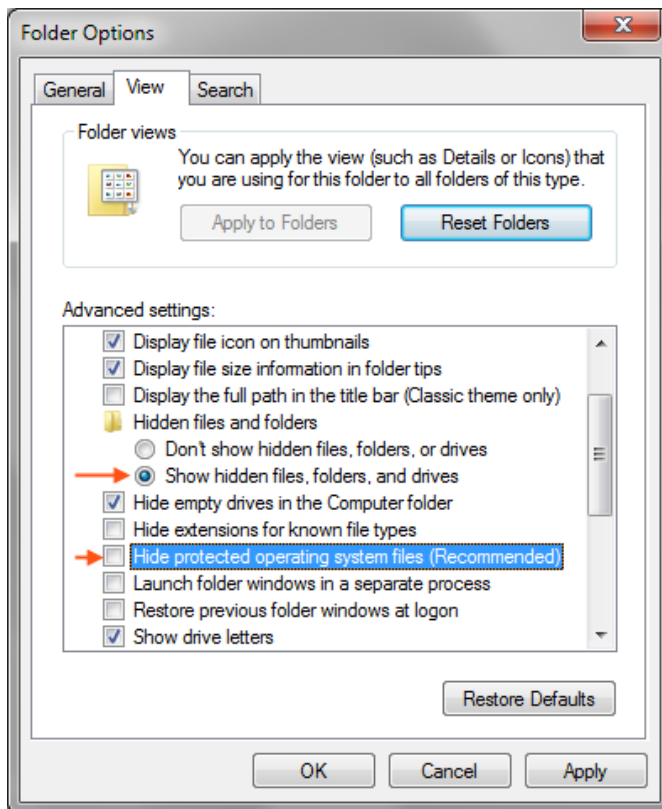 Folder Options
General
View
Search
Folder views
You can apply the view (such as Details or Icons) that
you are using for this folder to all folders of this type.
Apply to Folders
Reset Folders
Advanced settings:
Display file icon on thumbnails
Display file size information in folder tips
Display the full path in the title bar (Classic theme only)
Hidden files and folders
Don't show hidden files, folders, or drives
Show hidden files, folders, and drives
Hide empty drives in the Computer folder
Hide extensions for known file types
Hide protected operating system files (Recommended)
Launch folder windows in a separate process
Restore previous folder windows at logon
Show drive letters
Restore Defaults
OK
Cancel
Apply